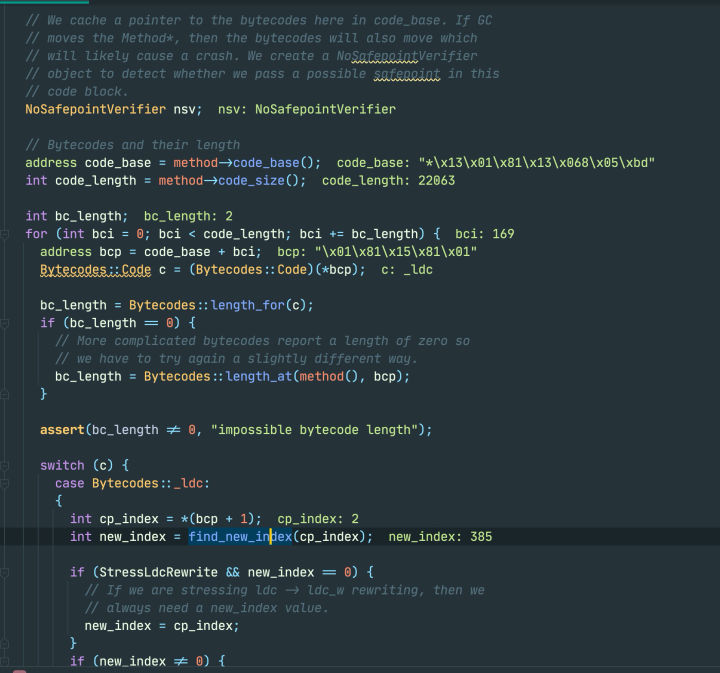 // We cache a pointer to the bytecodes here in code_base. If GC
// moves the Method*, then the bytecodes will also move which
// will likely cause a crash. We create a NoSafepointVerifier
// object to detect whether we pass a possible safepoint in this
// code block.
NoSafepointVerifier nsv;  nsv: NoSafepointVerifier
// Bytecodes and their length
address code_base = method->code_base();  code_base: "*\x13\x01\x81\x13\x068\x05\xbd"
int code_length = method->code_size();  code_length: 22063
int bc_length;  bc_length: 2
for (int bci = 0; bci < code_length; bci += bc_length) {  bci: 169
address bcp = code_base + bci;  bcp: "\x01\x81\x15\x81\x01"
Bytecodes::Code c = (Bytecodes::Code)(*bcp);  c: _ldc
bc_length = Bytecodes::length_for(c);
if (bc_length == 0) {
// More complicated bytecodes report a length of zero so
// we have to try again a slightly different way.
bc_length = Bytecodes::length_at(method(), bcp);
}
assert(bc_length != 0, "impossible bytecode length");
switch (c) {
case Bytecodes::_ldc:
{
int cp_index = *(bcp + 1);  cp_index: 2
int new_index = find_new_index(cp_index);  new_index: 385
if (StressLdcRewrite && new_index == 0) {
// If we are stressing ldc -> ldc_w rewriting, then we
// always need a new_index value.
new_index = cp_index;
}
if (new_index != 0) {